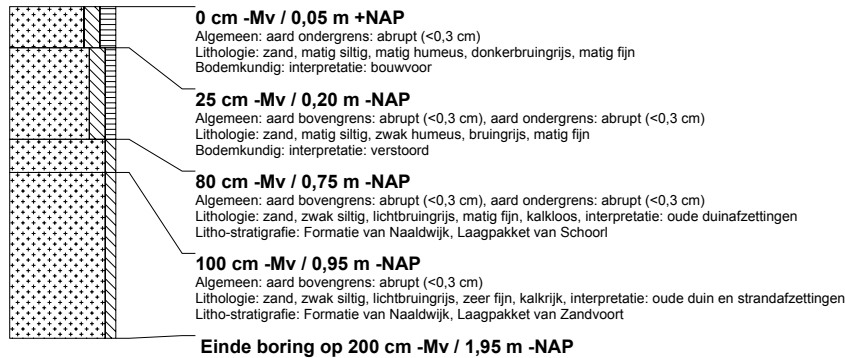 0 cm -Mv / 0,05 m +NAP
Algemeen: aard ondergrens: abrupt (<0,3 cm)
Lithologie: zand, matig siltig, matig humeus, donkerbruingrijs, matig fijn
Bodemkundig: interpretatie: bouwvoor
25 cm -Mv / 0,20 m -NAP
Algemeen: aard bovengrens: abrupt (<0,3 cm), aard ondergrens: abrupt (<0,3 cm)
Lithologie: zand, matig siltig, zwak humeus, bruingrijs, matig fijn
Bodemkundig: interpretatie: verstoord
80 cm -Mv / 0,75 m -NAP
Algemeen: aard bovengrens: abrupt (<0,3 cm), aard ondergrens: abrupt (<0,3 cm)
Lithologie: zand, zwak siltig, lichtbruingrijs, matig fijn, kalkloos, interpretatie: oude duinafzettingen
Litho-stratigrafie: Formatie van Naaldwijk, Laagpakket van Schoorl
100 cm -Mv / 0,95 m -NAP
Algemeen: aard bovengrens: abrupt (<0,3 cm)
Lithologie: zand, zwak siltig, lichtbruingrijs, zeer fijn, kalkrijk, interpretatie: oude duin en strandafzettingen
Litho-stratigrafie: Formatie van Naaldwijk, Laagpakket van Zandvoort
Einde boring op 200 cm -Mv / 1,95 m -NAP